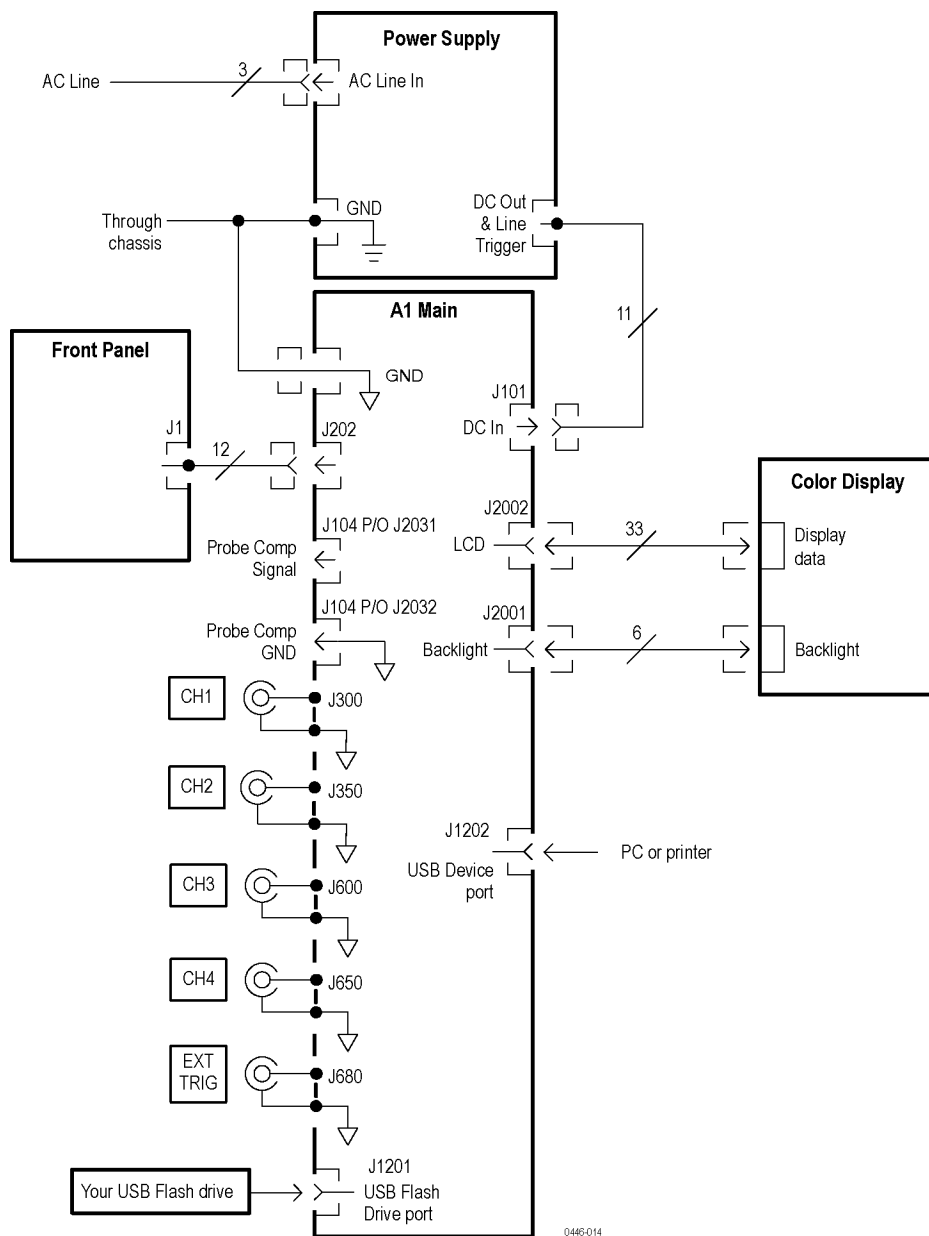 Power Supply
AC Line
3
AC Line In
Through
chassis
GND
DC Out
& Line
Trigger
11
A1 Main
Front Panel
GND
J101
DC In
J1
12
J202
Color Display
J2002
LCD
33
Display
data
J104 P/O J2031
Probe Comp
Signal
J104 P/O J2032
Probe Comp
GND
J2001
Backlight
6
Backlight
CH1
J300
CH2
J350
J1202
USB Device
port
PC or printer
CH3
J600
CH4
J650
EXT
TRIG
J680
Your USB Flash drive
J1201
USB Flash
Drive port
0446-014